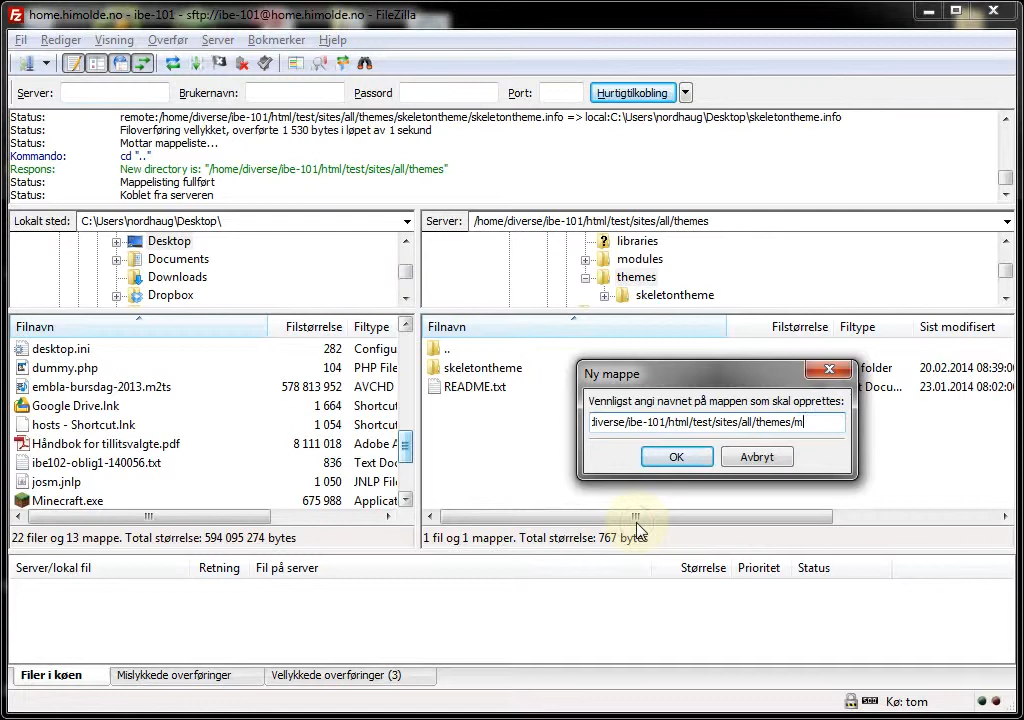 home.himolde.no - ibe-101 - sftp://ibe-101@home.himolde.no - FileZilla
Fil Rediger Visning Overfør Server Bokmerker Hjelp
Server: Brukernavn: Passord Port: Hurtigtilkobling
Status: remote:/home/diverse/ibe-101/html/test/sites/all/themes/skeletontheme/skeletontheme.info => local:C:\Users\nordhaug\Desktop\skeletontheme.info
Status: Filoverføring vellykket, overførte 1 530 bytes i løpet av 1 sekund
Status: Mottar mappeliste...
Kommando: cd ".."
Respons: New directory is: "/home/diverse/ibe-101/html/test/sites/all/themes"
Status: Mappelisting fullført
Status: Koblet fra serveren
Lokalt sted: C:\Users\nordhaug\Desktop\
Desktop
Documents
Downloads
Dropbox
Server: /home/diverse/ibe-101/html/test/sites/all/themes
libraries
modules
themes
skeletontheme
Filnavn Filstørrelse Filtype
desktop.ini 282 Configu
dummy.php 104 PHP File
embla-bursdag-2013.m2ts 578 813 952 AVCHD
Google Drive.lnk 1 664 Shortcut
hosts - Shortcut.lnk Shortcut
Handbok for tillitsvalgte.pdf 8 111 018 Adobe A
ibe102-oblig1-140056.txt 836 Text Doc
josm.jnlp 1 050 JNLP File
Minecraft.exe 675 988 Applicat
22 filer og 13 mappe. Total størrelse: 594 095 274 bytes
Filnavn Filstørrelse Filtype Sist modifisert
..
skeletontheme folder 20.02.2014 08:39:0
README.txt Docu... 23.01.2014 08:02:0
1 fil og 1 mapper. Total størrelse: 767 bytes
Ny mappe
Vennligst angi navnet på mappen som skal opprettes:
diverse/ibe-101/html/test/sites/all/themes/m
OK Avbryt
Server/lokal fil Retning Fil på server Størrelse Prioritet Status
Filer i køen Mislykkede overføringer Vellykkede overføringer (3)
Kø: tom